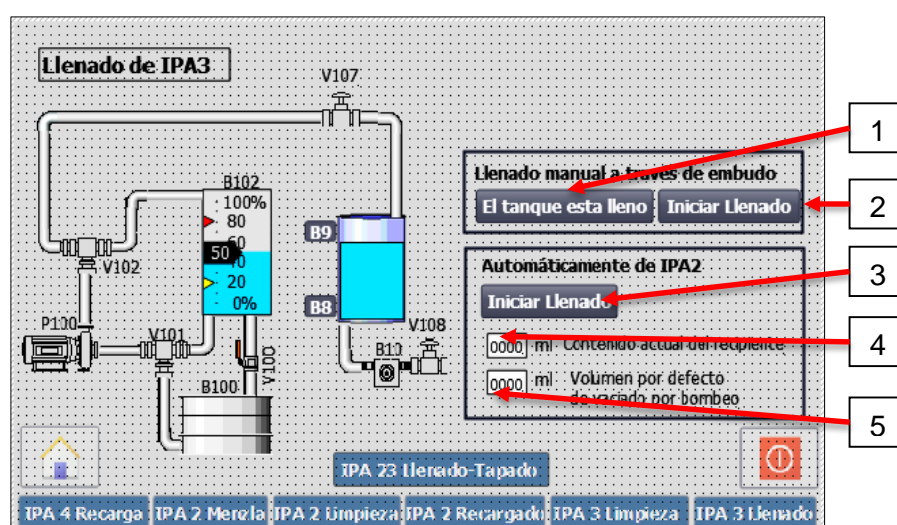 Llenado de IPA3
V107
1
Llenado manual a través de embudo
B102
El tanque esta lleno
Iniciar Llenado
2
100%
80
60
50
40
20
0%
B9
B8
Automáticamente de IPA2
Iniciar Llenado
3
V102
P100
V101
V108
B10
0000 ml Contenido actual del recipiente
4
V100
B100
0000 ml Volumen por defecto
de vaciado por bombeo
5
IPA 23 Llenado-Tapado
IPA 4 Recarga
IPA 2 Mezcla
IPA 2 Limpieza
IPA 2 Recargado
IPA 3 Limpieza
IPA 3 Llenado